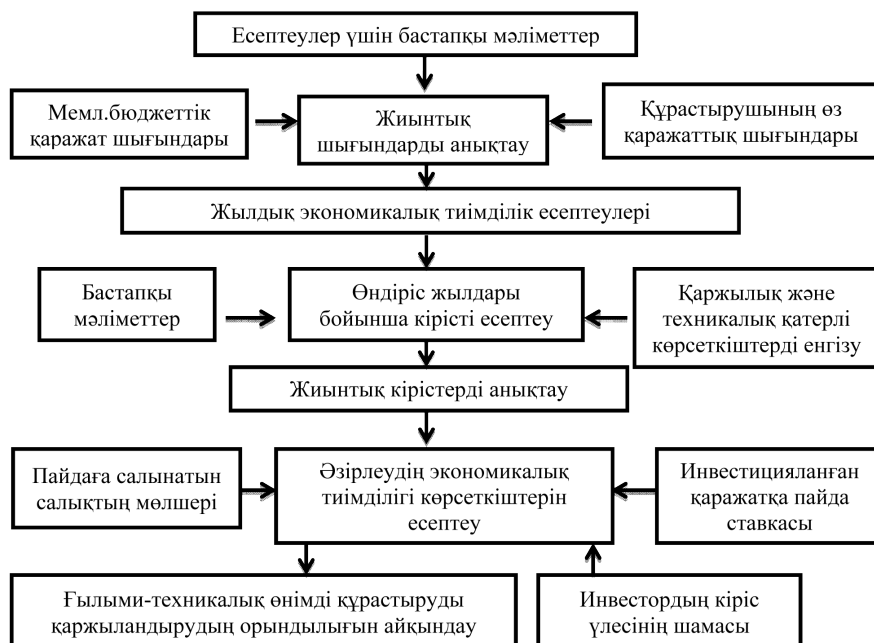 Есептеулер үшін бастапқы мәліметтер
Мемл.бюджеттік
қаражат шығындары
Жиынтық
шығындарды анықтау
Құрастырушының өз
қаражаттық шығындары
Жылдық экономикалық тиімділік есептеулері
Бастапқы
мәліметтер
Өндіріс жылдары
бойынша кірісті есептеу
Қаржылық және
техникалық қатерлі
көрсеткіштерді енгізу
Жиынтық кірістерді анықтау
Пайдаға салынатын
салықтың мөлшері
Әзірлеудің экономикалық
тиімділігі көрсеткіштерін
есептеу
Инвестицияланған
қаражатқа пайда
ставкасы
Ғылыми-техникалық өнімді құрастыруды
қаржыландырудың орындылығын айқындау
Инвестордың кіріс
үлесінің шамасы